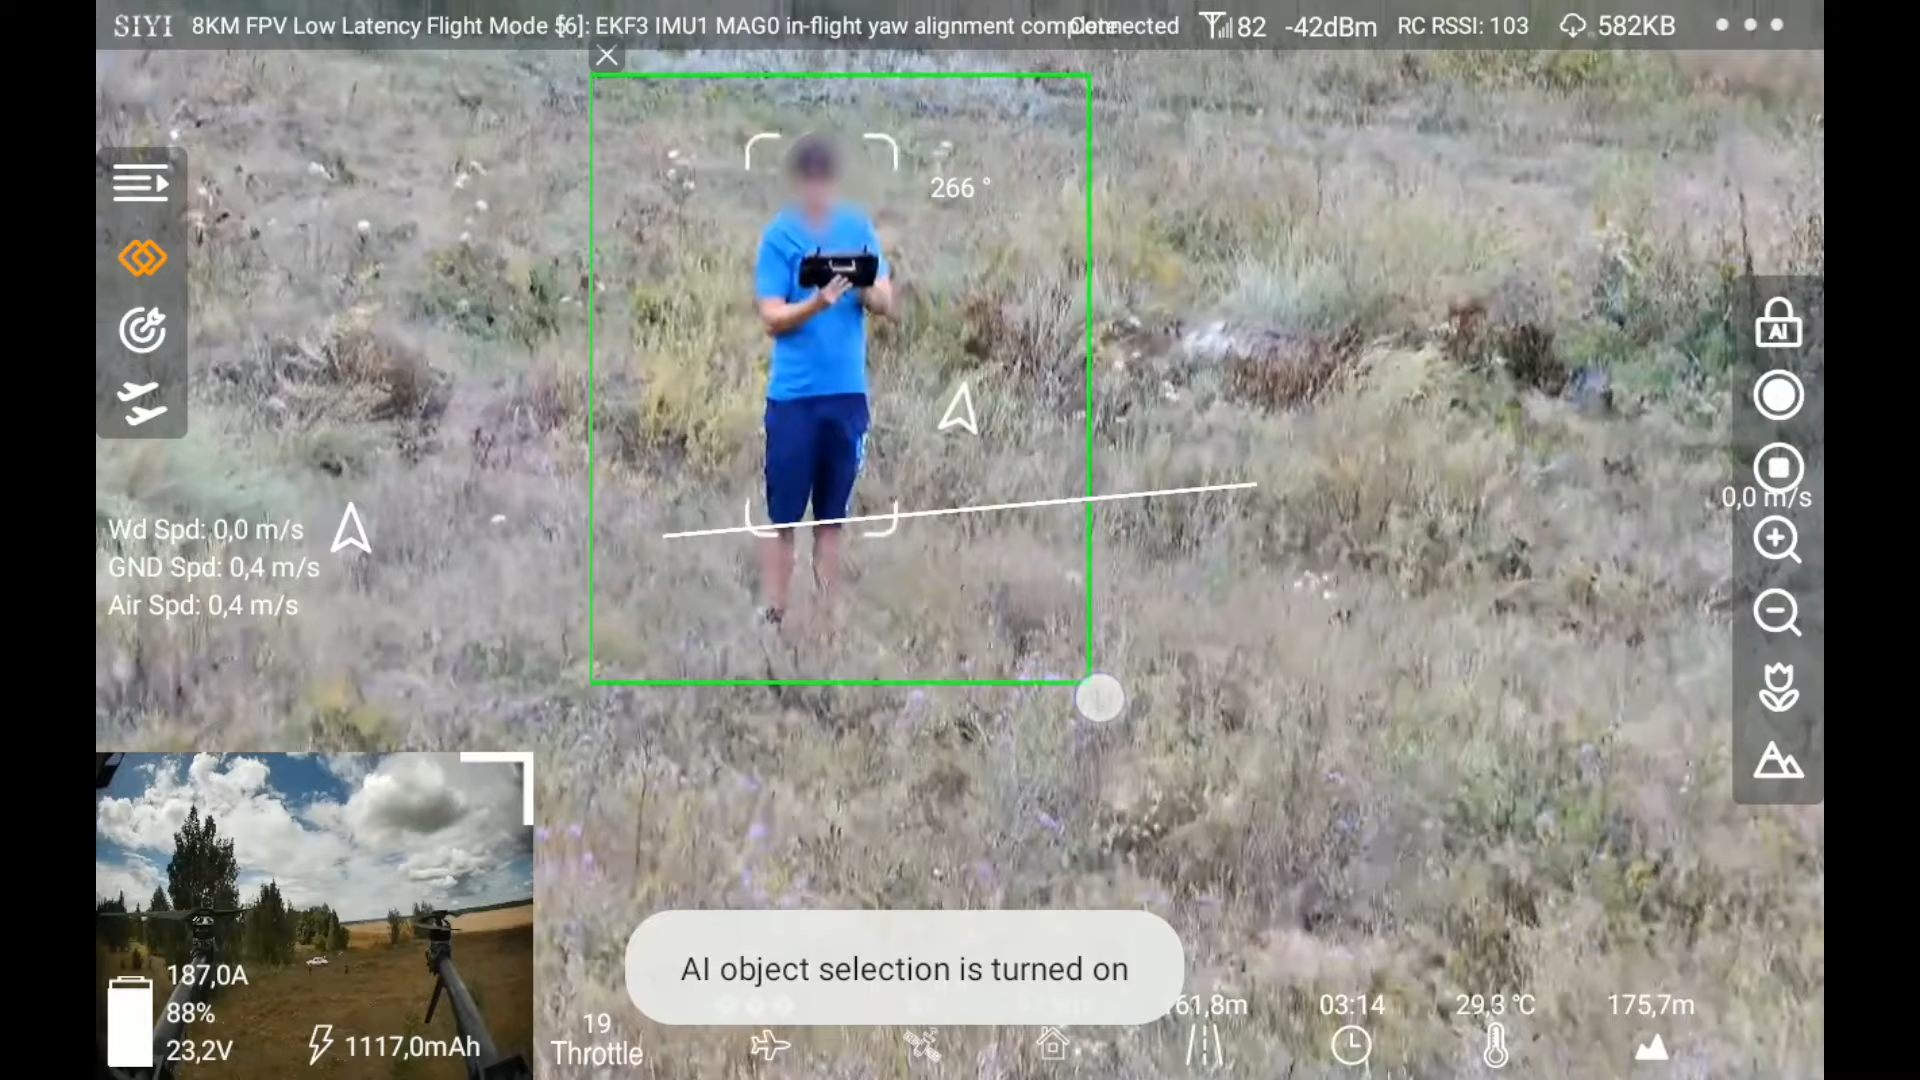 SIYI 8KM FPV Low Latency Flight Mode 56]: EKF3 IMU1 MAG0 in-flight yaw alignment complete Connected 82 -42dBm RC RSSI: 103 582KB
266 °
AI
0,0 m/s
Wd Spd: 0,0 m/s
GND Spd: 0,4 m/s
Air Spd: 0,4 m/s
AI object selection is turned on
187,0A
88%
23,2V
1117,0mAh
19
Throttle
61,8m
03:14
29,3 °C
175,7m